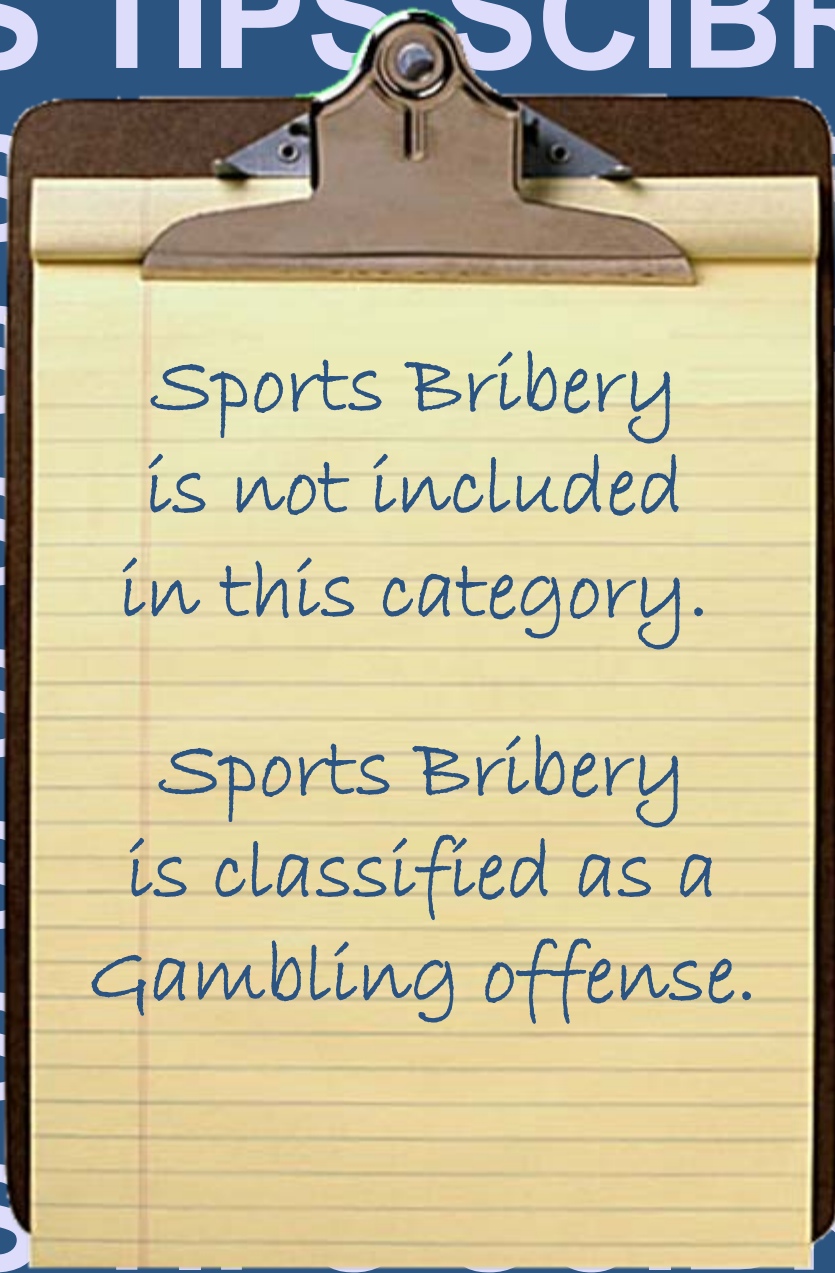 S TIPS SCIBR
Sports Bribery
is not included
in this category.
Sports Bribery
is classified as a
Gambling offense.